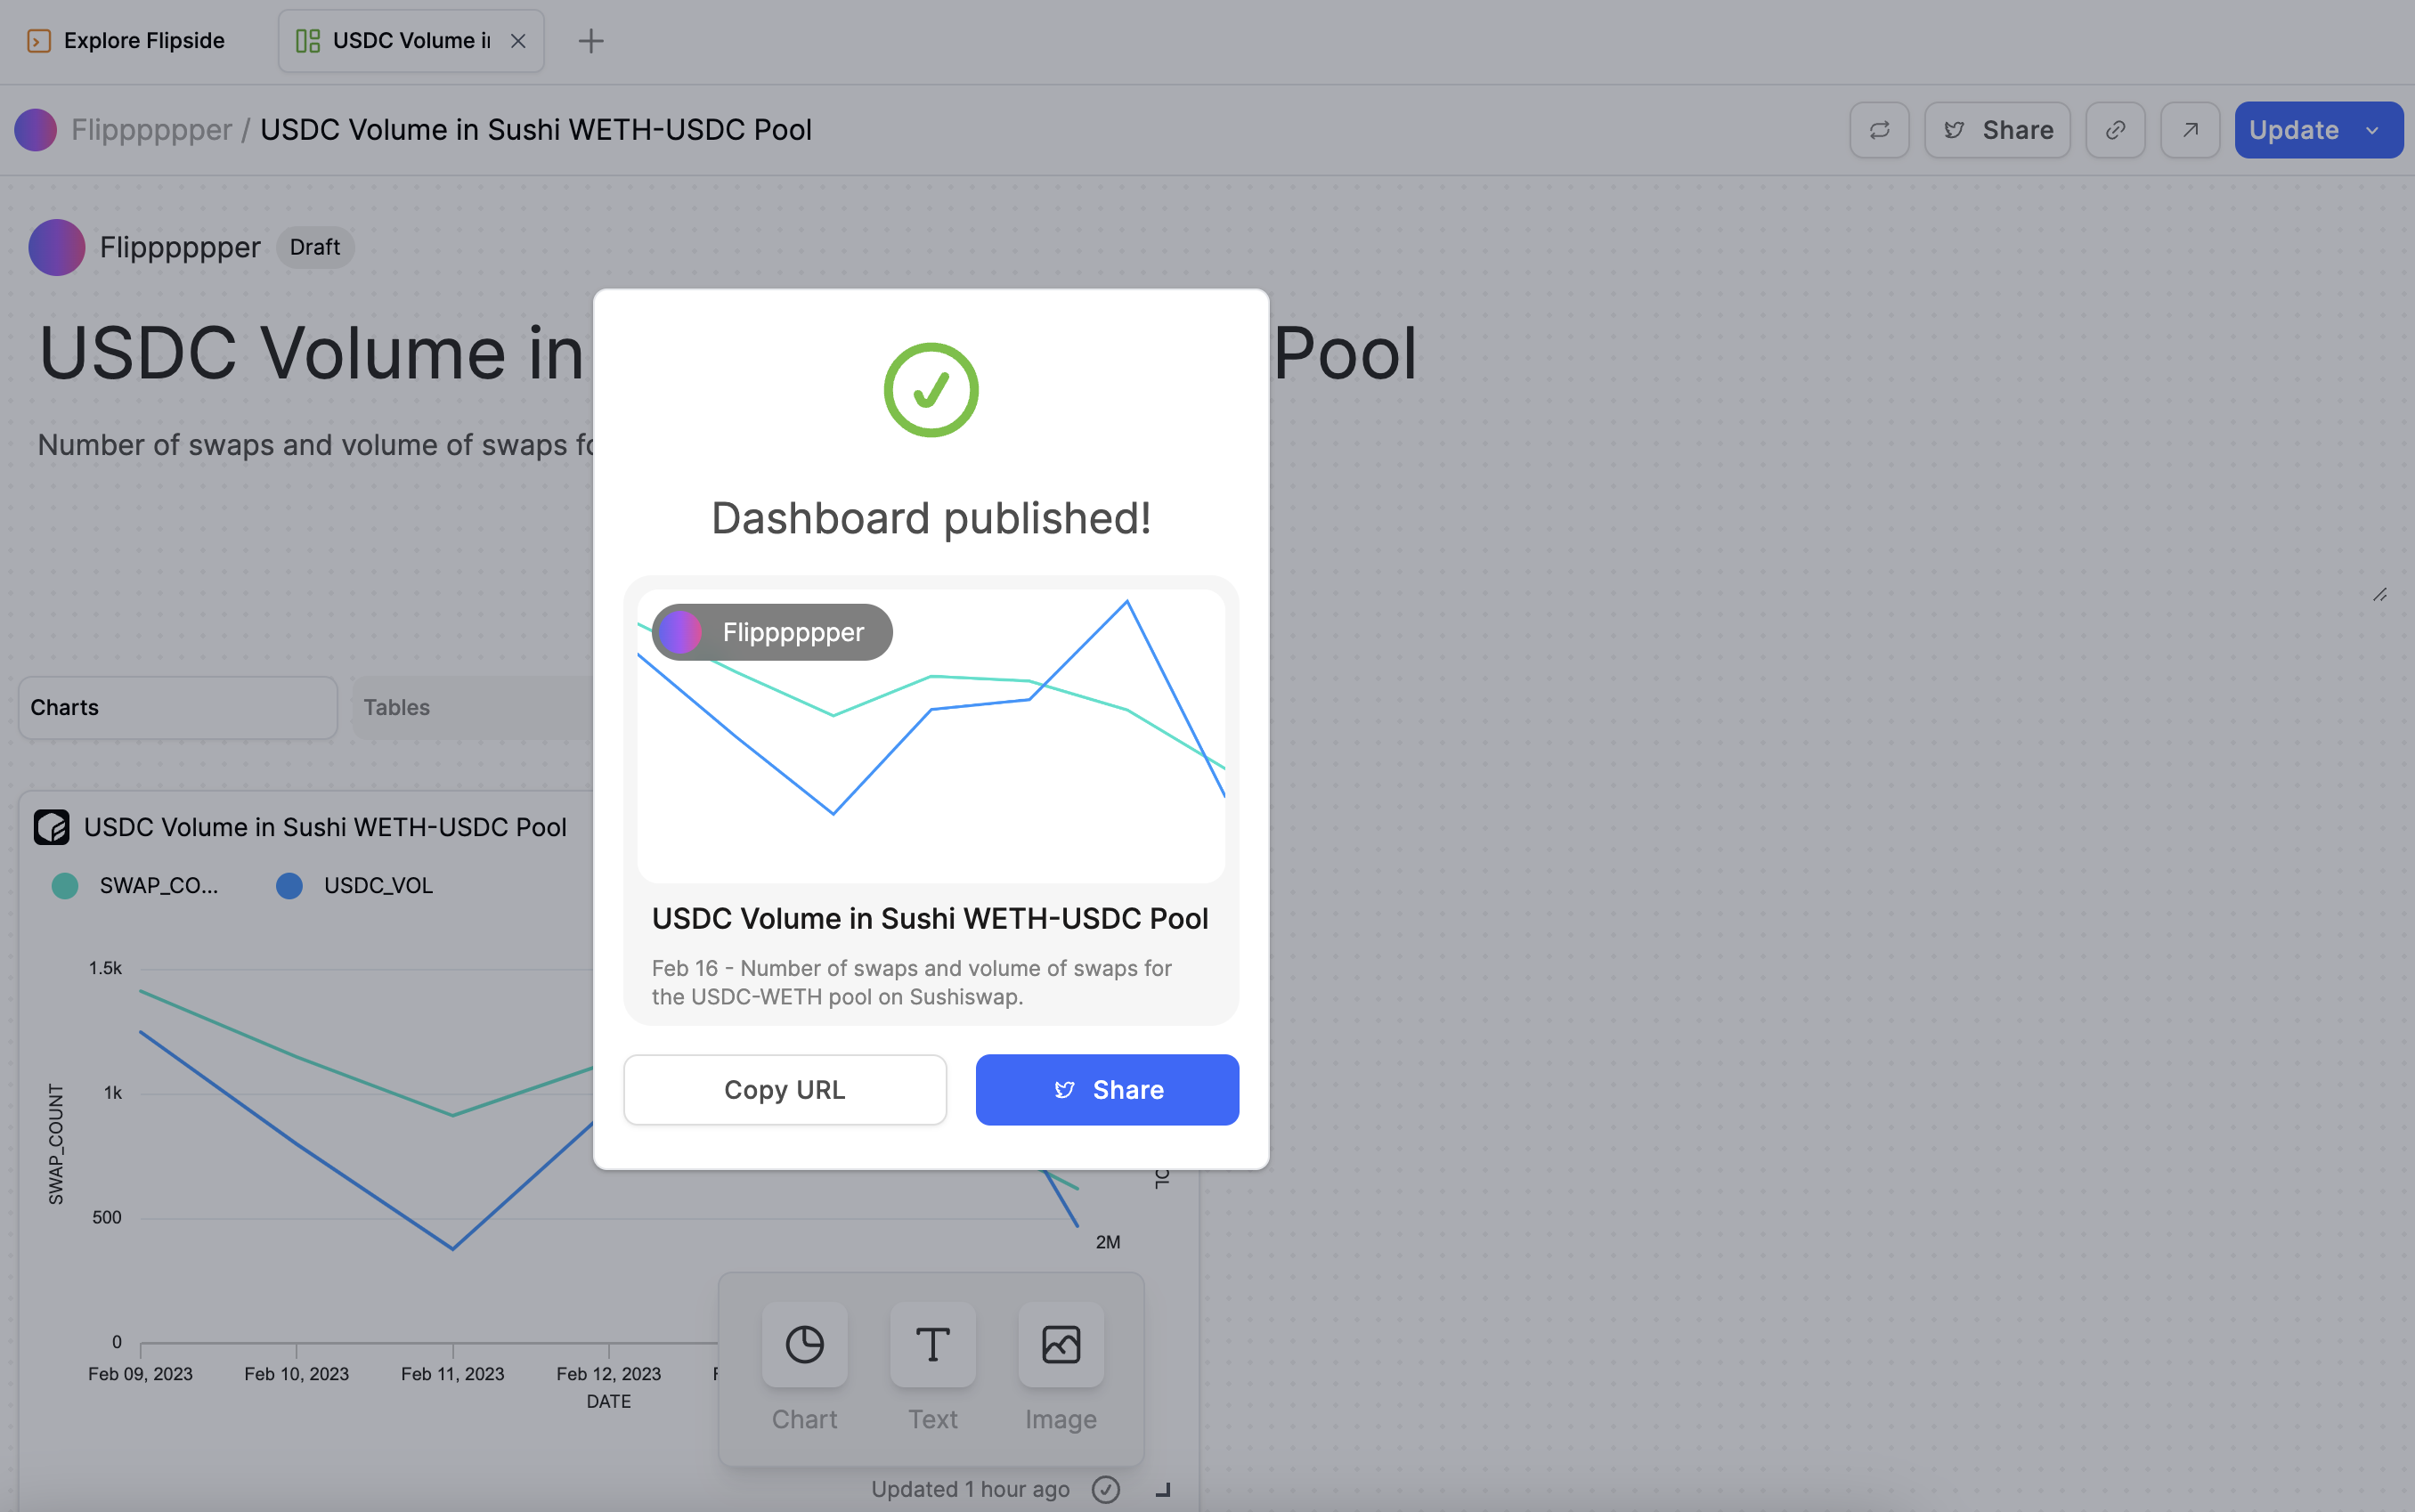 Explore Flipside
USDC Volume i
Flipppppper / USDC Volume in Sushi WETH-USDC Pool
Share
Update
Flipppppper
Draft
USDC Volume in
Pool
Number of swaps and volume of swaps
Charts
Tables
USDC Volume in Sushi WETH-USDC Pool
SWAP_CO...
USDC_VOL
1.5k
1k
500
0
SWAP_COUNT
Feb 09, 2023
Feb 10, 2023
Feb 11, 2023
Feb 12, 2023
DATE
2M
OL
Dashboard published!
Flipppppper
USDC Volume in Sushi WETH-USDC Pool
Feb 16 - Number of swaps and volume of swaps for
the USDC-WETH pool on Sushiswap.
Copy URL
Share
Chart
Text
Image
Updated 1 hour ago